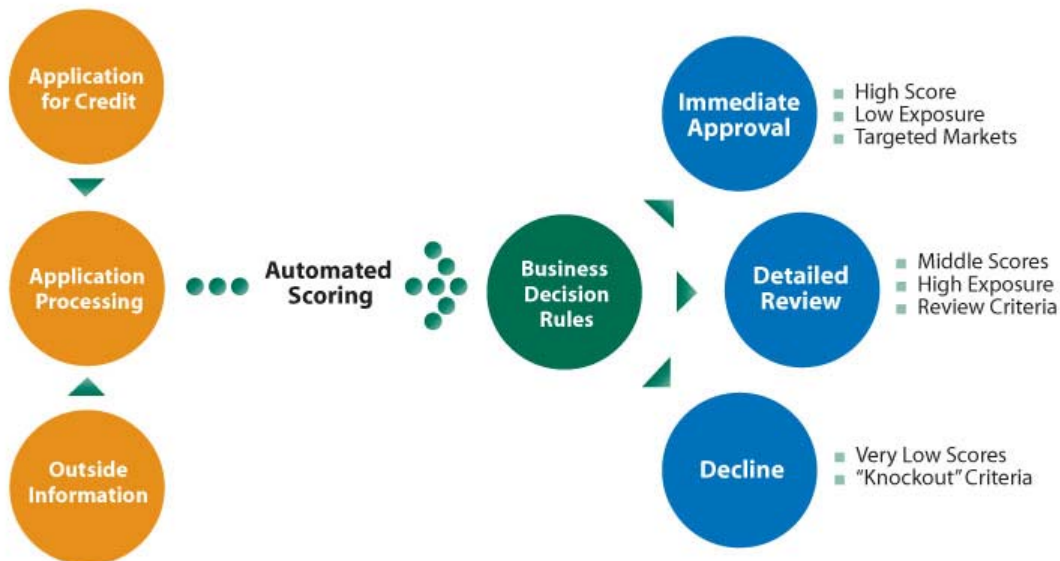 Application
for Credit
Application
Processing
Outside
Information
Automated
Scoring
Business
Decision
Rules
Immediate
Approval
High Score
Low Exposure
Targeted Markets
Detailed
Review
Middle Scores
High Exposure
Review Criteria
Decline
Very Low Scores
“Knockout” Criteria